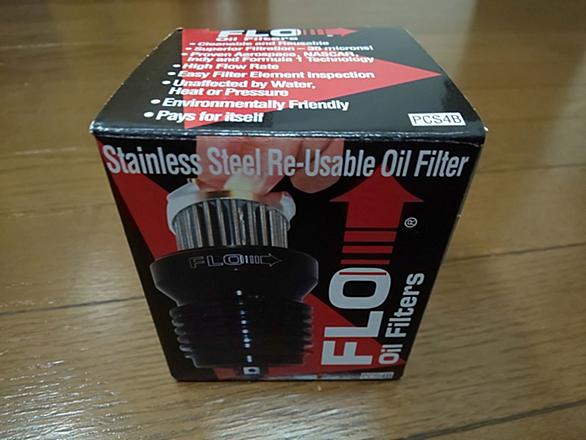 FLO
Oil Filters
• Cleanable and Reusable
• Superior Filtration - 35 microns!
• Proven Aerospace, NASCAR,
Indy and Formula 1 Technology
• High Flow Rate
• Easy Filter Element Inspection
• Unaffected by Water,
Heat or Pressure
• Environmentally Friendly
• Pays for itself
PCS4B
Stainless Steel Re-Usable Oil Filter
FLO
FLO®
Oil Filters
PCS4B